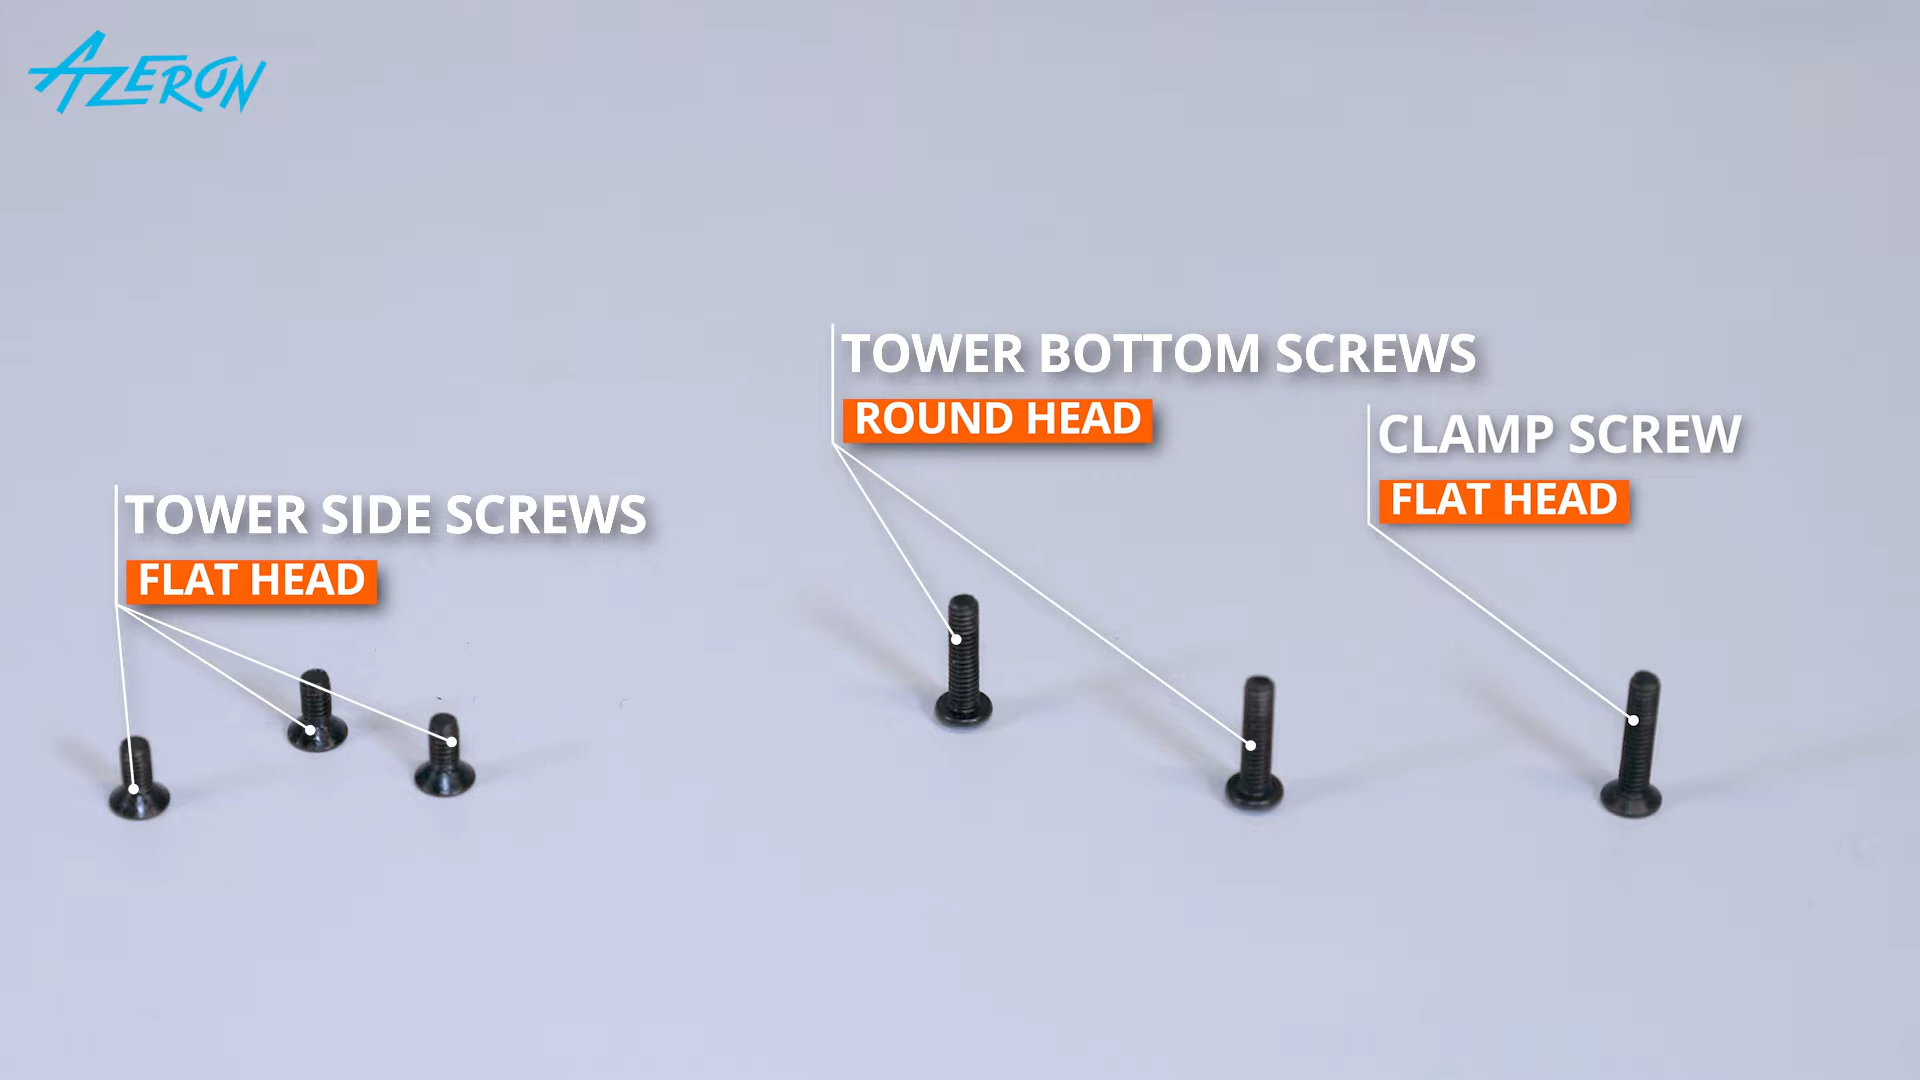 AZERON
TOWER BOTTOM SCREWS
ROUND HEAD
CLAMP SCREW
FLAT HEAD
TOWER SIDE SCREWS
FLAT HEAD